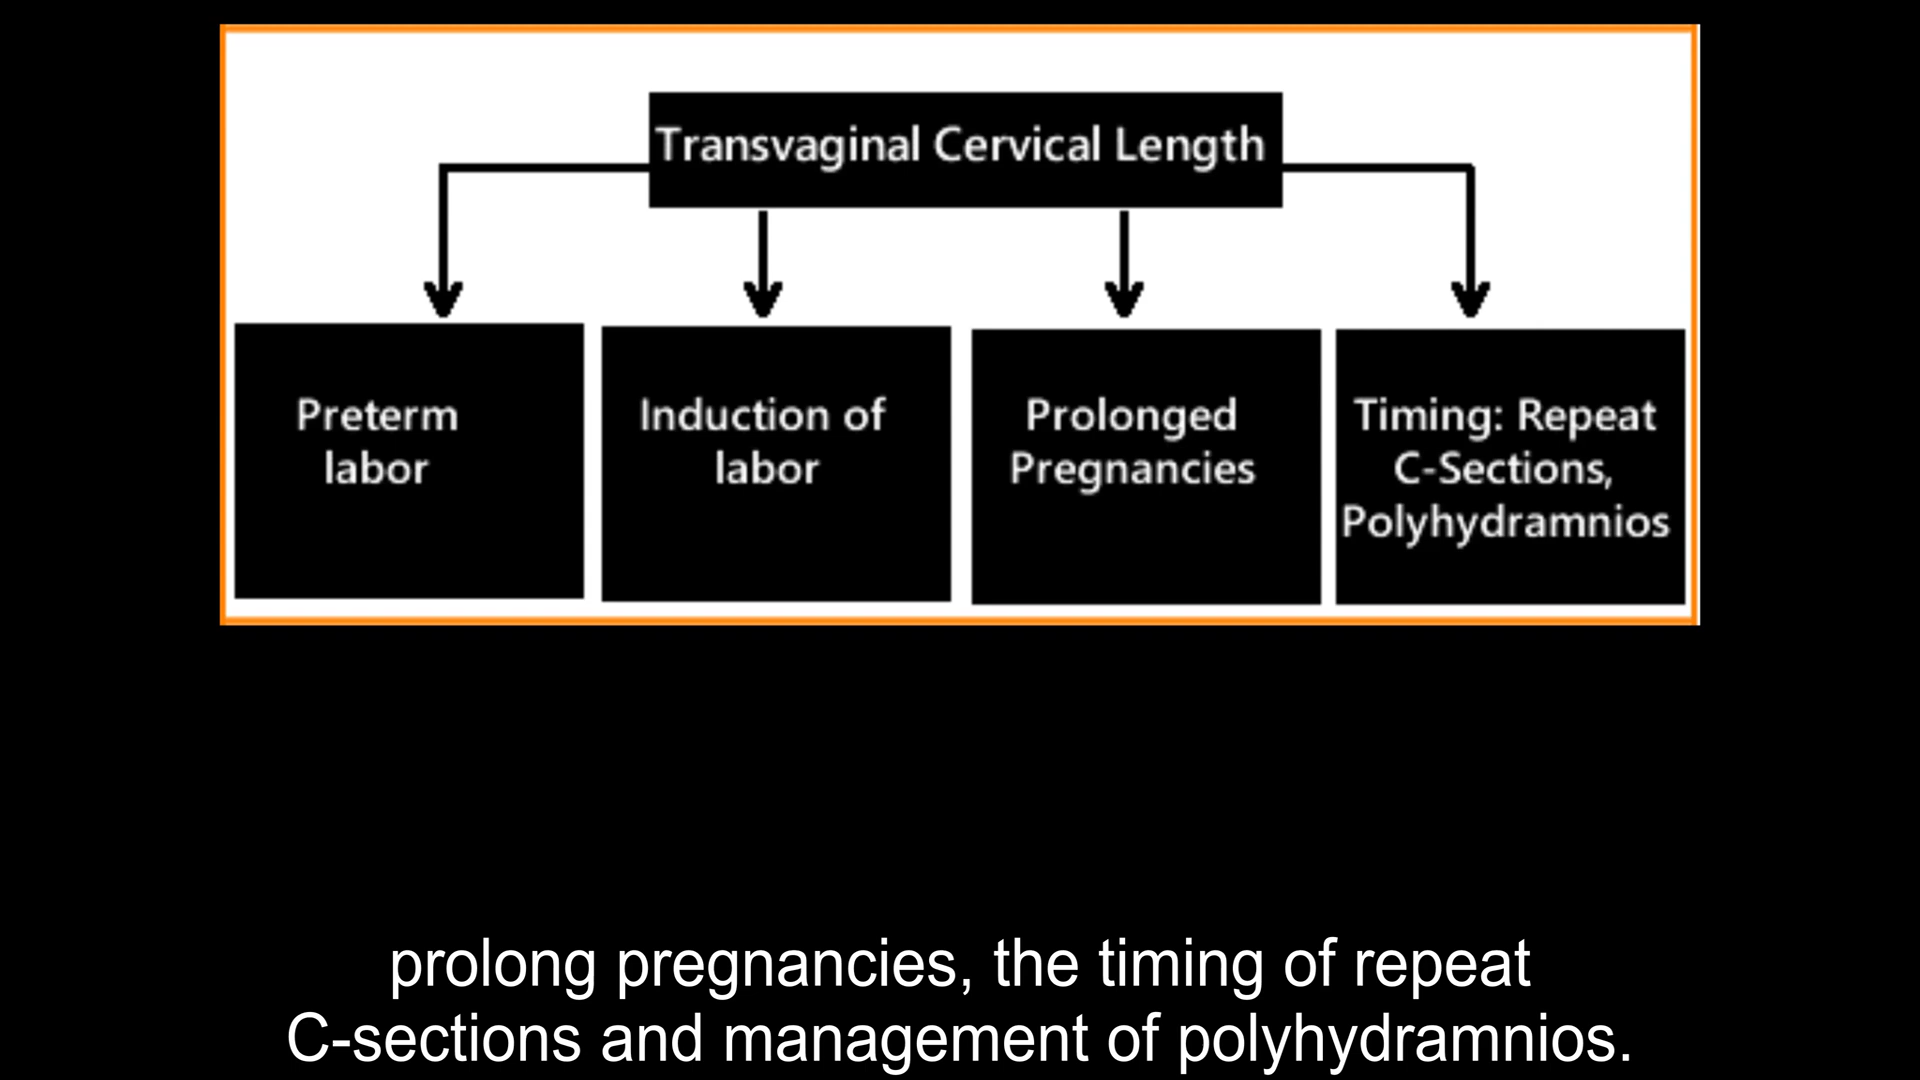 Transvaginal Cervical Length
Preterm
labor
Induction of
labor
Prolonged
Pregnancies
Timing: Repeat
C-Sections,
Polyhydramnios
prolong pregnancies, the timing of repeat
C-sections and management of polyhydramnios.